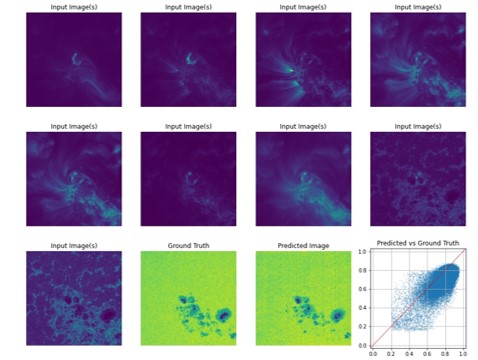 Input Image(s) Input Image(s) Input Image(s) Input Image(s)
Input Image(s) Input Image(s) Input Image(s) Input Image(s)
Input Image(s) Ground Truth Predicted Image Predicted vs Ground Truth
1.0
0.8
0.6
0.4
0.2
0.0
0.0 0.2 0.4 0.6 0.8 1.0